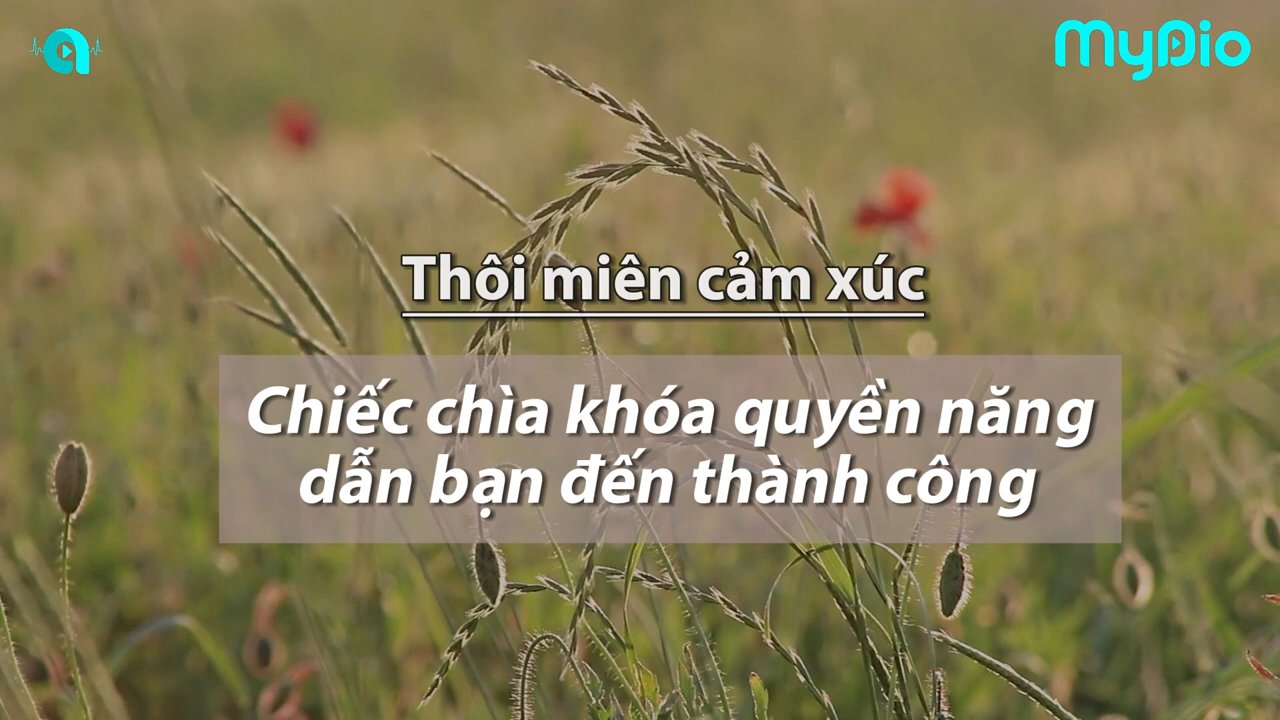 MyDio
Thôi miên cảm xúc
Chiếc chìa khóa quyền năng
dẫn bạn đến thành công